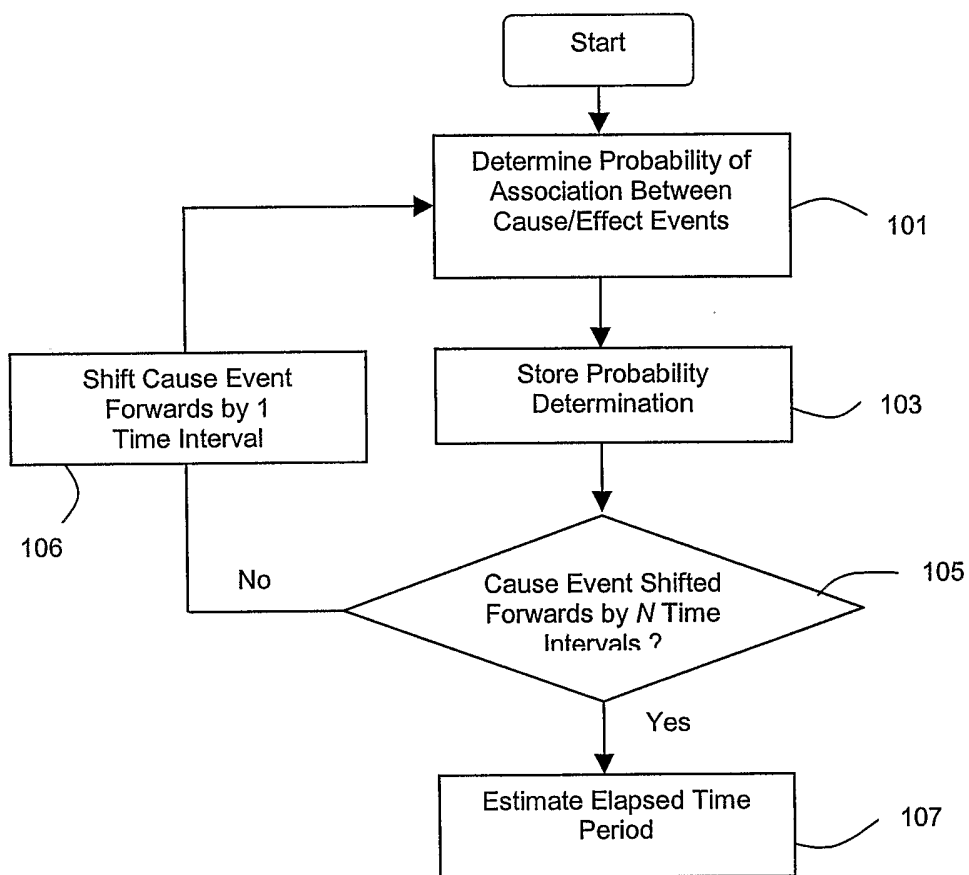 Start
Determine Probability of
Association Between
Cause/Effect Events
101
Shift Cause Event
Forwards by 1
Time Interval
106
Store Probability
Determination
103
Cause Event Shifted
Forwards by N Time
Intervals ?
105
No
Yes
Estimate Elapsed Time
Period
107